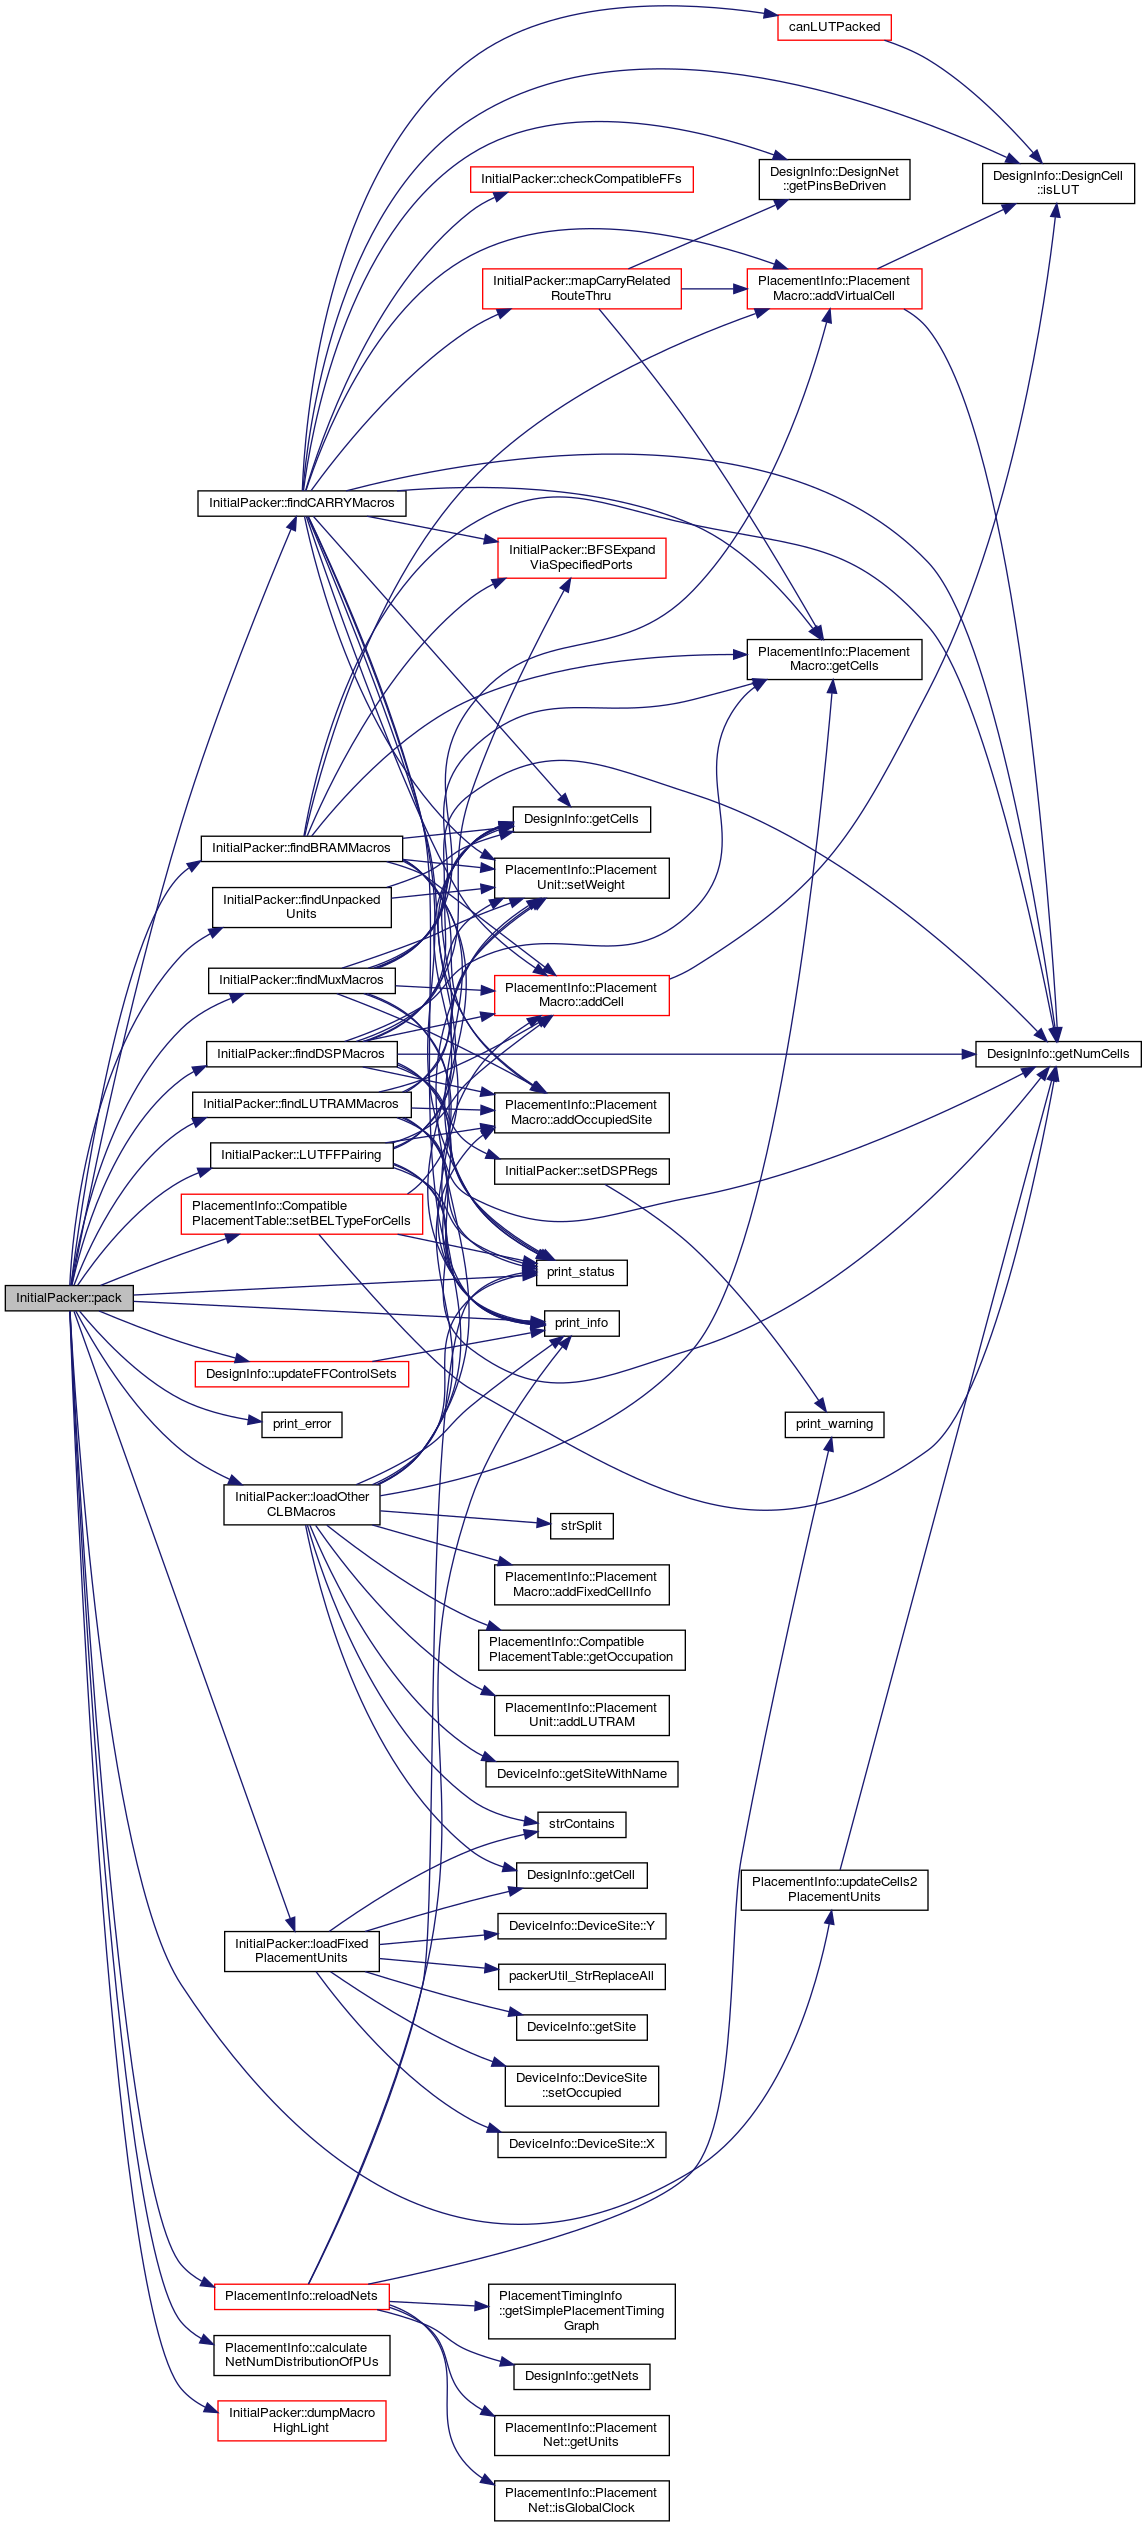 canLUTPacked
InitialPacker::checkCompatibleFFs
DesignInfo::DesignNet
::getPinsBeDriven
DesignInfo::DesignCell
::isLUT
InitialPacker::mapCarryRelated
RouteThru
PlacementInfo::Placement
Macro::addVirtualCell
InitialPacker::findCARRYMacros
InitialPacker::BFSExpand
ViaSpecifiedPorts
PlacementInfo::Placement
Macro::getCells
DesignInfo::getCells
InitialPacker::findBRAMMacros
PlacementInfo::Placement
Unit::setWeight
InitialPacker::findUnpacked
Units
InitialPacker::findMuxMacros
PlacementInfo::Placement
Macro::addCell
InitialPacker::findDSPMacros
DesignInfo::getNumCells
InitialPacker::findLUTRAMMacros
PlacementInfo::Placement
Macro::addOccupiedSite
InitialPacker::LUTFFPairing
InitialPacker::setDSPRegs
PlacementInfo::Compatible
PlacementTable::setBELTypeForCells
print_status
InitialPacker::pack
print_info
DesignInfo::updateFFControlSets
print_error
print_warning
InitialPacker::loadOther
CLBMacros
strSplit
PlacementInfo::Placement
Macro::addFixedCellInfo
PlacementInfo::Compatible
PlacementTable::getOccupation
PlacementInfo::Placement
Unit::addLUTRAM
DeviceInfo::getSiteWithName
strContains
DesignInfo::getCell
PlacementInfo::updateCells2
PlacementUnits
DeviceInfo::DeviceSite::Y
InitialPacker::loadFixed
PlacementUnits
packerUtil_StrReplaceAll
DeviceInfo::getSite
DeviceInfo::DeviceSite
::setOccupied
DeviceInfo::DeviceSite::X
PlacementInfo::reloadNets
PlacementTimingInfo
::getSimplePlacementTiming
Graph
PlacementInfo::calculate
NetNumDistributionOfPUs
DesignInfo::getNets
InitialPacker::dumpMacro
HighLight
PlacementInfo::Placement
Net::getUnits
PlacementInfo::Placement
Net::isGlobalClock